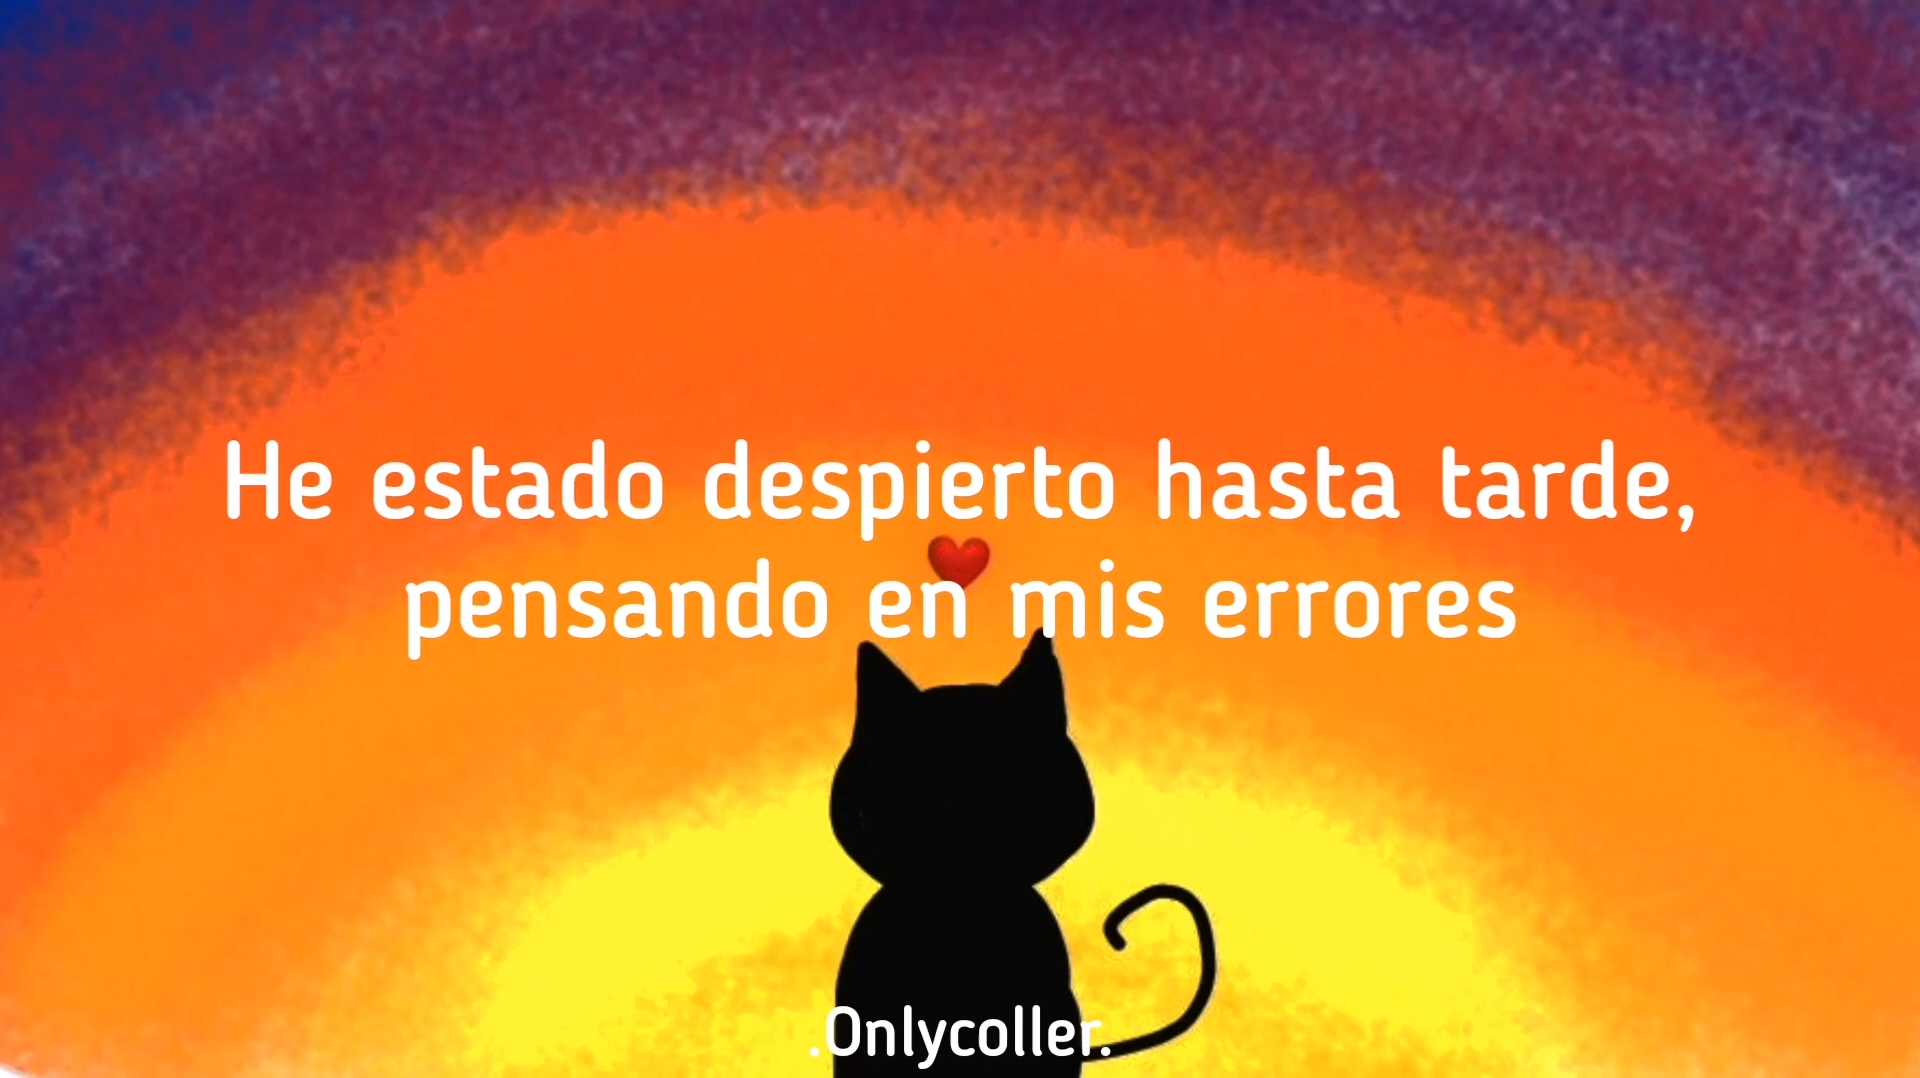 He estado despierto hasta tarde,
pensando en mis errores
.Onlycoller.